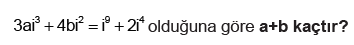 3ai³ + 4bi² = i⁹ + 2i⁴ olduğuna göre a+b kaçtır?